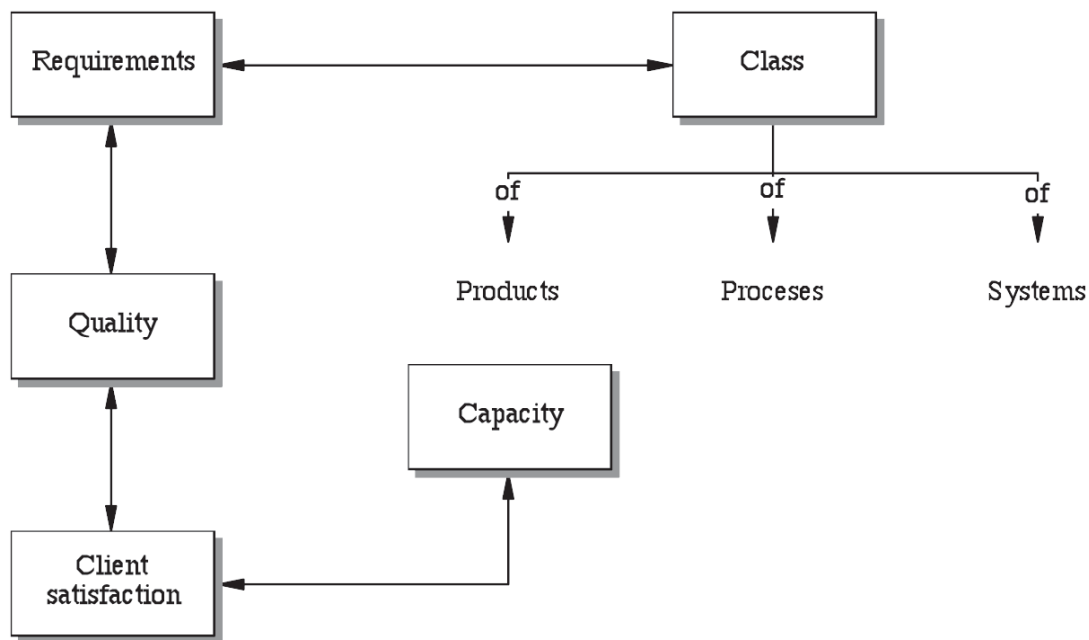 Requirements
Class
of
of
of
Products
Proceses
Systems
Quality
Capacity
Client
satisfaction